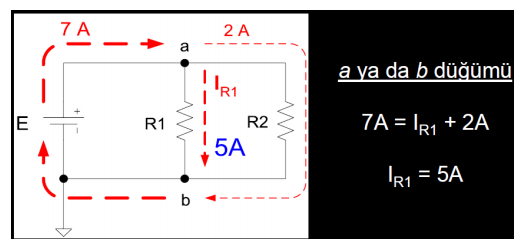 7 A
2 A
a
I_R1
E
+
-
R1
R2
5A
b
a ya da b düğümü
7A = I_R1 + 2A
I_R1 = 5A